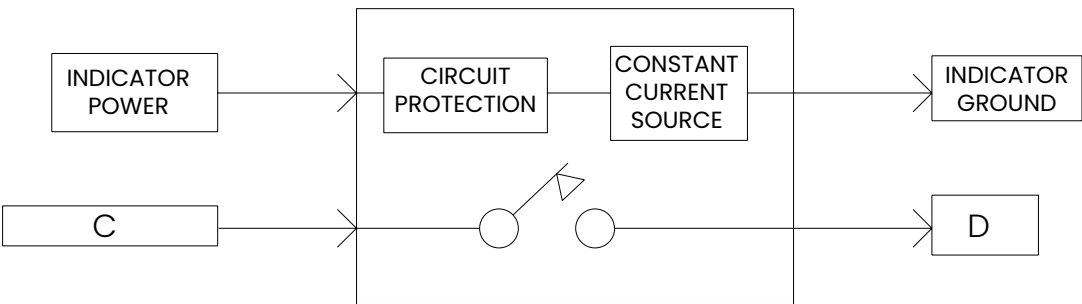 INDICATOR
POWER
CIRCUIT
PROTECTION
CONSTANT
CURRENT
SOURCE
INDICATOR
GROUND
C
D